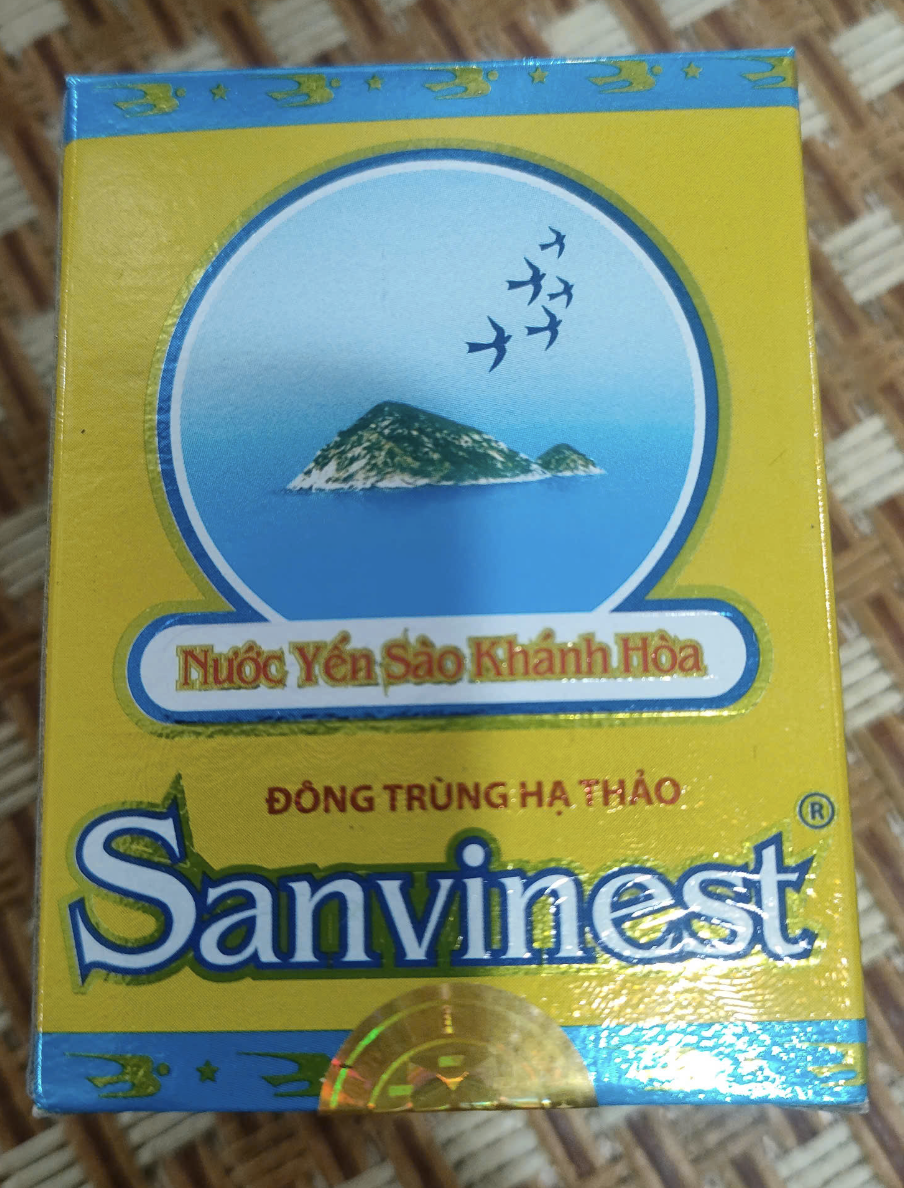 Nước Yến Sào Khánh Hòa
ĐÔNG TRÙNG HẠ THẢO
Sanvinest ®